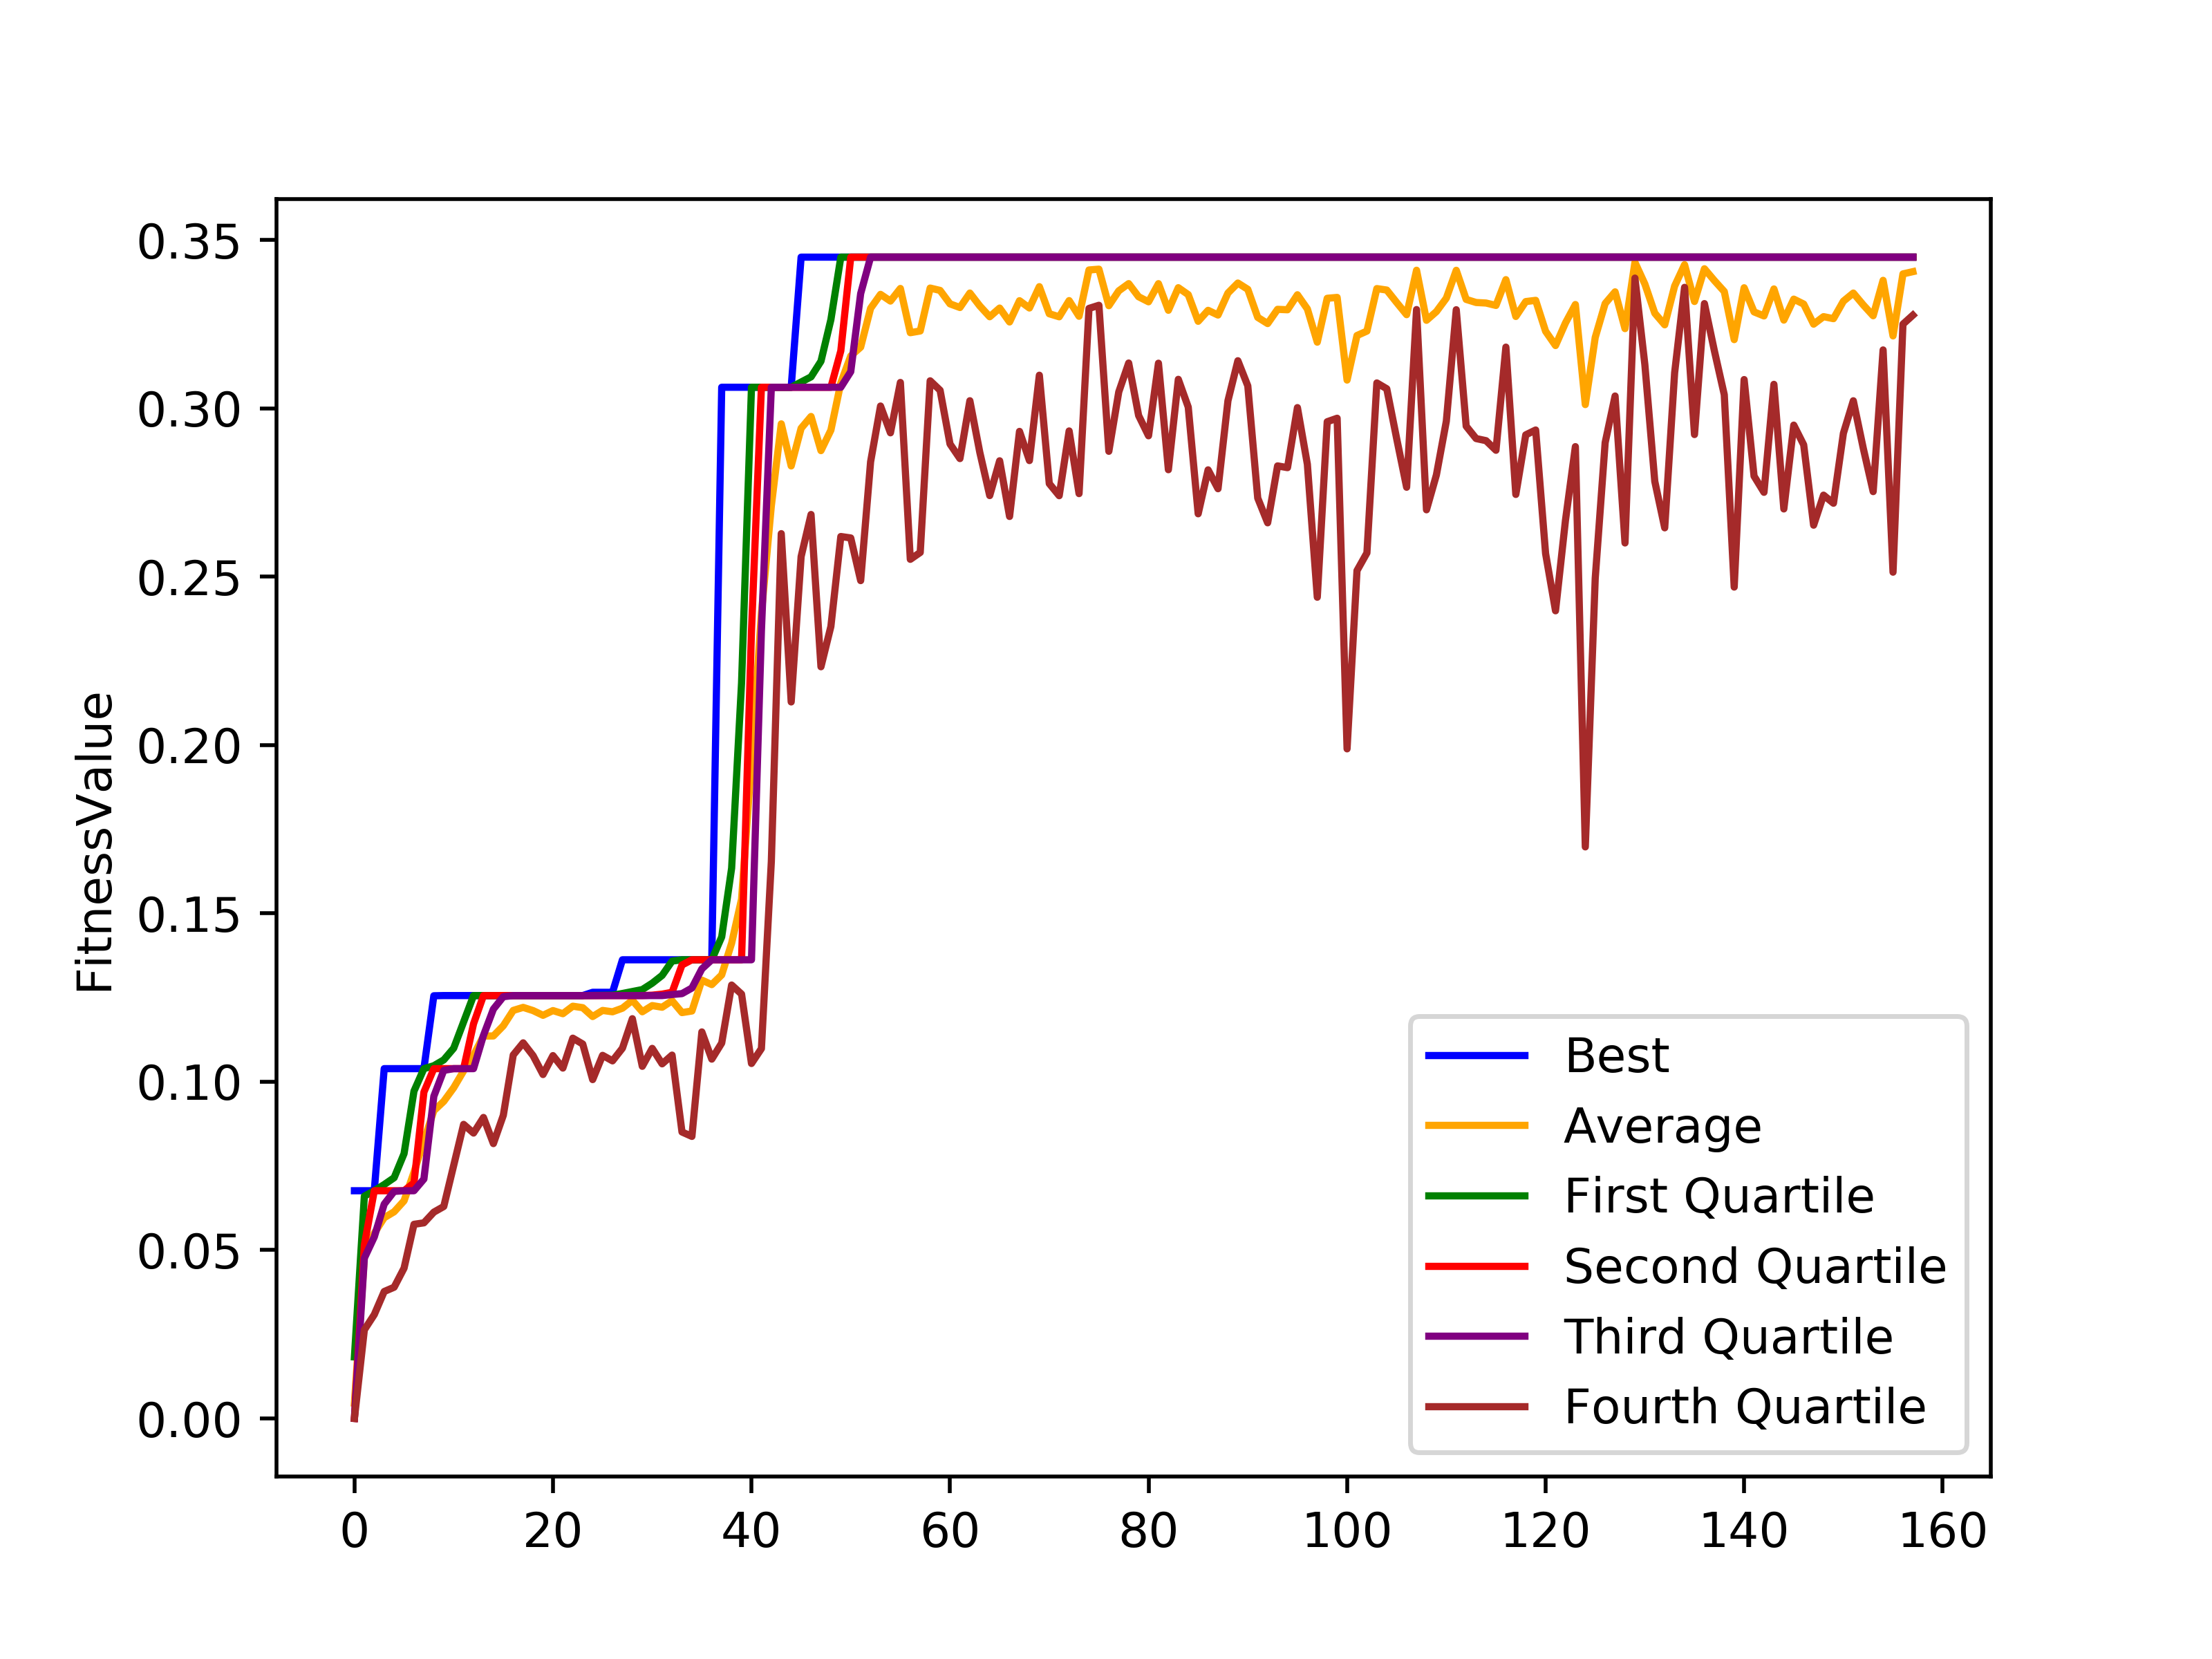 FitnessValue
0.35
0.30
0.25
0.20
0.15
0.10
0.05
0.00
0 20 40 60 80 100 120 140 160
Best
Average
First Quartile
Second Quartile
Third Quartile
Fourth Quartile